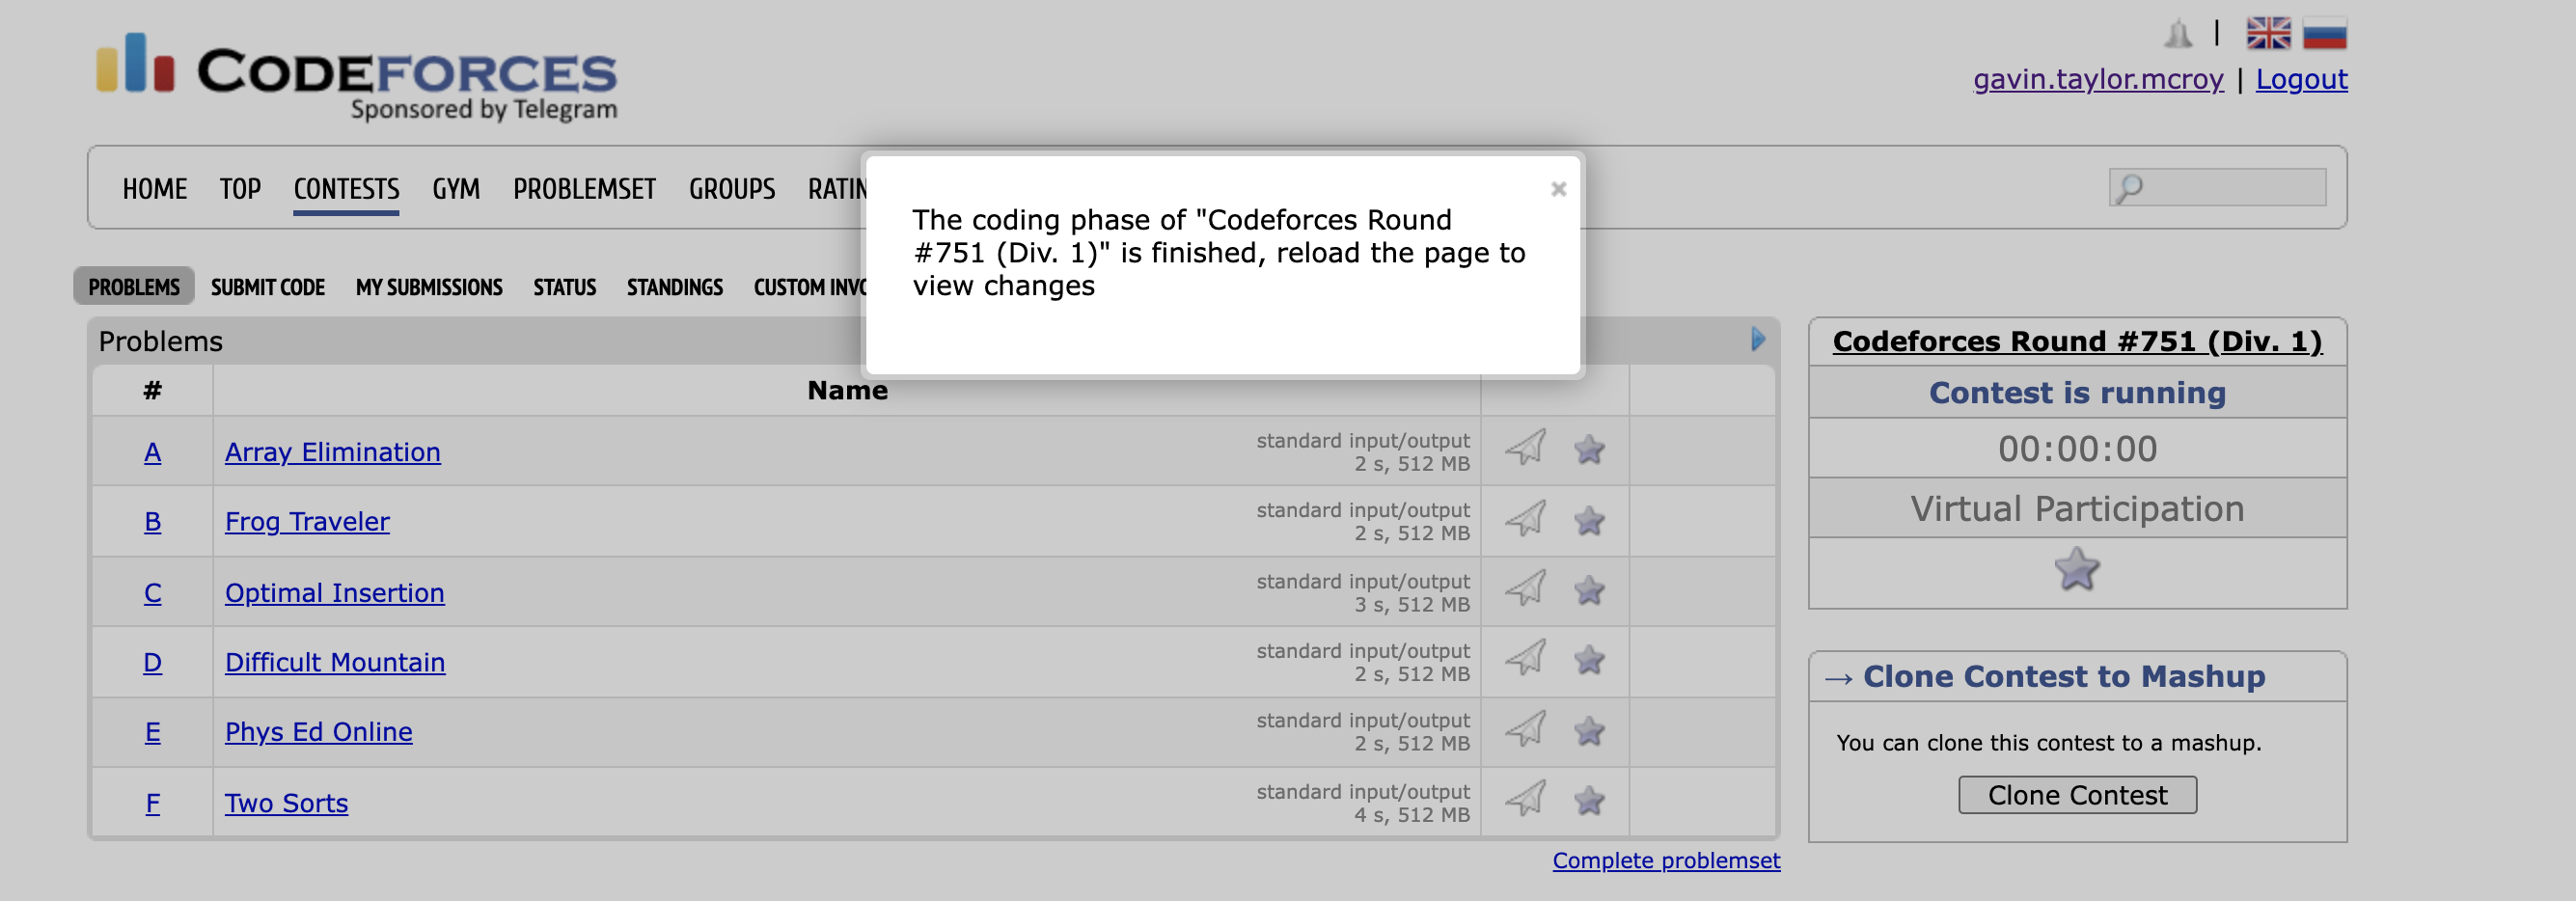 CODEFORCES
Sponsored by Telegram
|
gavin.taylor.mcroy | Logout
HOME TOP CONTESTS GYM PROBLEMSET GROUPS RATIN
×
The coding phase of "Codeforces Round
#751 (Div. 1)" is finished, reload the page to
view changes
PROBLEMS SUBMIT CODE MY SUBMISSIONS STATUS STANDINGS CUSTOM INVO
Problems
# Name
A Array Elimination standard input/output
2 s, 512 MB
B Frog Traveler standard input/output
2 s, 512 MB
C Optimal Insertion standard input/output
3 s, 512 MB
D Difficult Mountain standard input/output
2 s, 512 MB
E Phys Ed Online standard input/output
2 s, 512 MB
F Two Sorts standard input/output
4 s, 512 MB
Complete problemset
Codeforces Round #751 (Div. 1)
Contest is running
00:00:00
Virtual Participation
→ Clone Contest to Mashup
You can clone this contest to a mashup.
Clone Contest